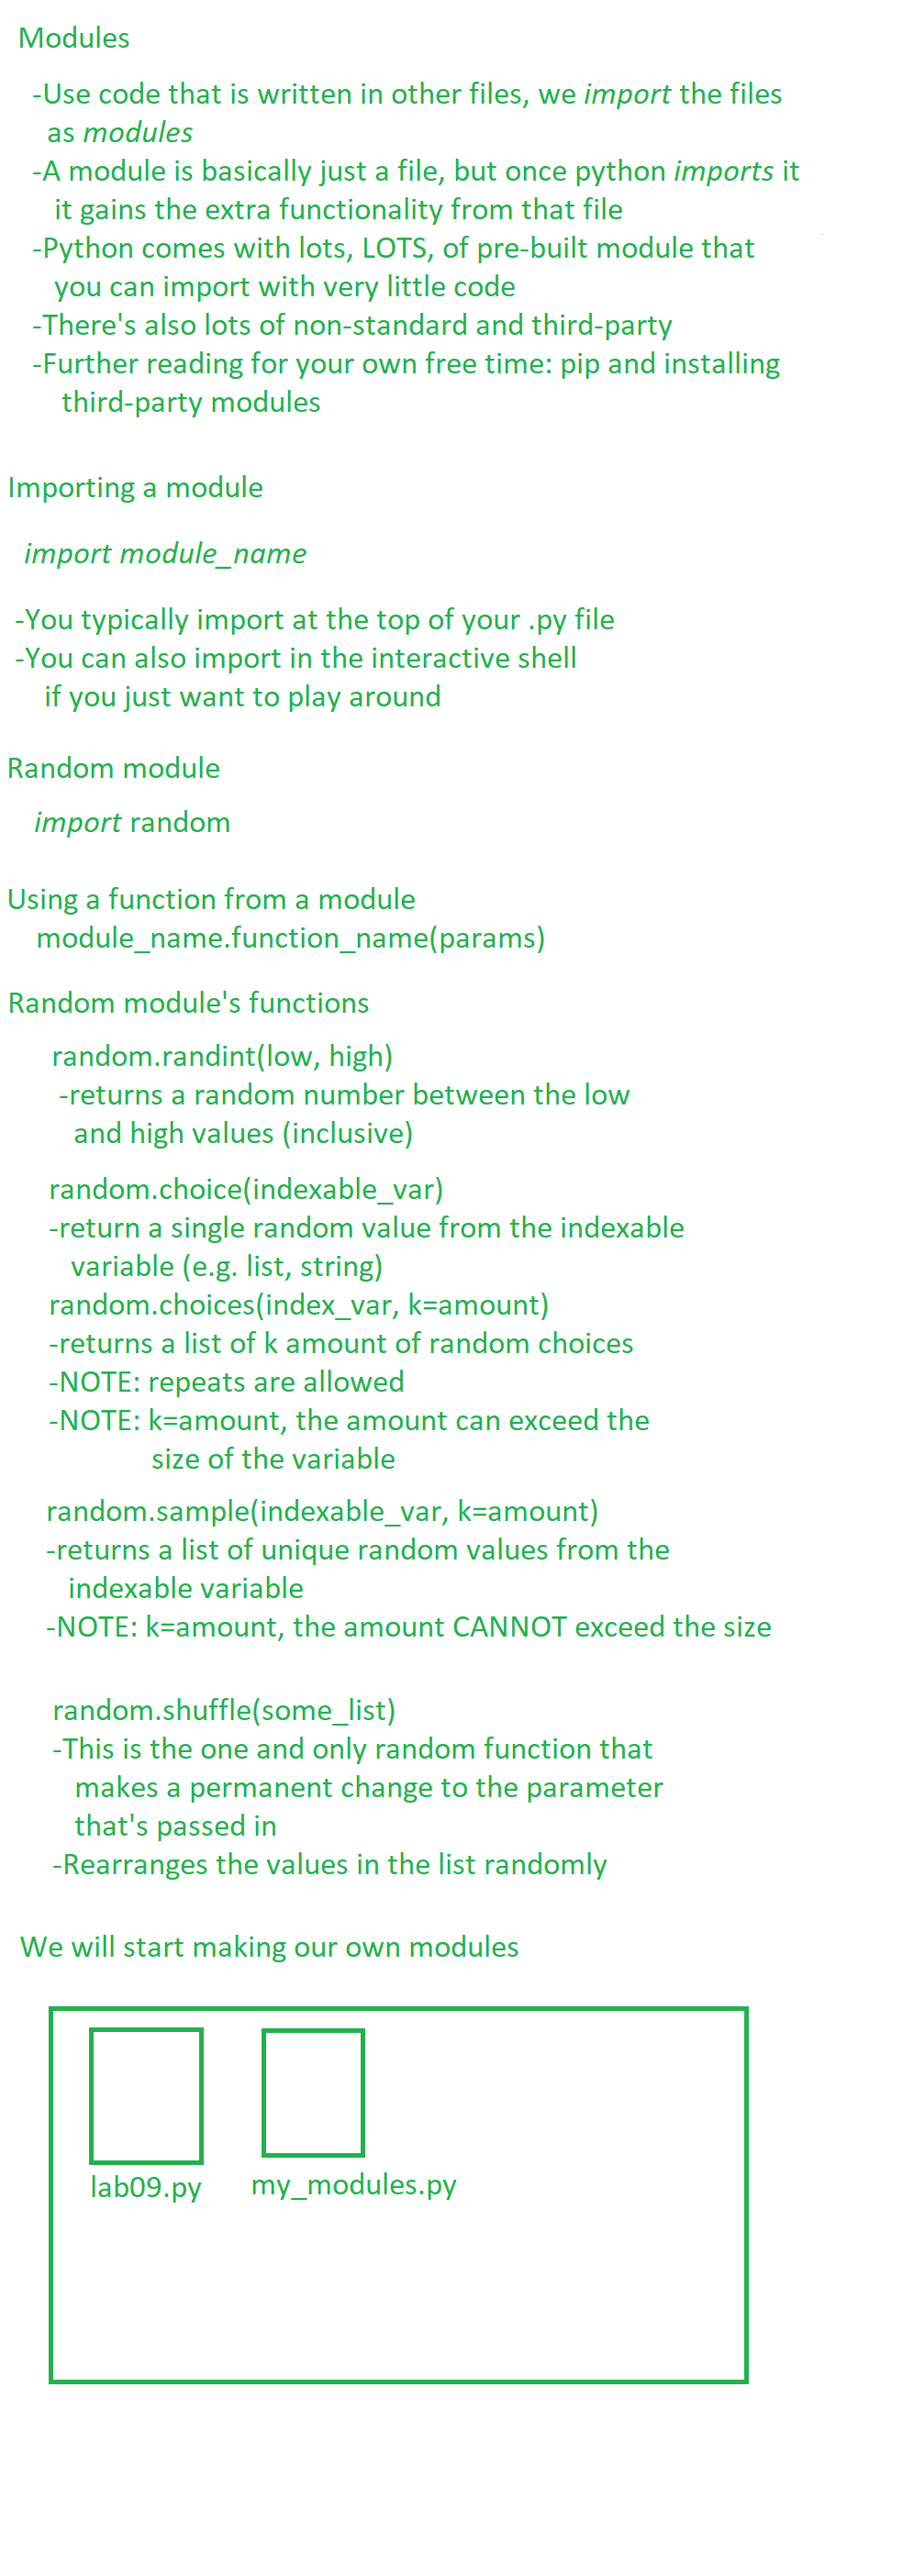 Modules
-Use code that is written in other files, we import the files
as modules
-A module is basically just a file, but once python imports it
it gains the extra functionality from that file
-Python comes with lots, LOTS, of pre-built module that
you can import with very little code
-There's also lots of non-standard and third-party
-Further reading for your own free time: pip and installing
third-party modules
Importing a module
import module_name
-You typically import at the top of your .py file
-You can also import in the interactive shell
if you just want to play around
Random module
import random
Using a function from a module
module_name.function_name(params)
Random module's functions
random.randint(low, high)
-returns a random number between the low
and high values (inclusive)
random.choice(indexable_var)
-return a single random value from the indexable
variable (e.g. list, string)
random.choices(index_var, k=amount)
-returns a list of k amount of random choices
-NOTE: repeats are allowed
-NOTE: k=amount, the amount can exceed the
size of the variable
random.sample(indexable_var, k=amount)
-returns a list of unique random values from the
indexable variable
-NOTE: k=amount, the amount CANNOT exceed the size
random.shuffle(some_list)
-This is the one and only random function that
makes a permanent change to the parameter
that's passed in
-Rearranges the values in the list randomly
We will start making our own modules
lab09.py my_modules.py